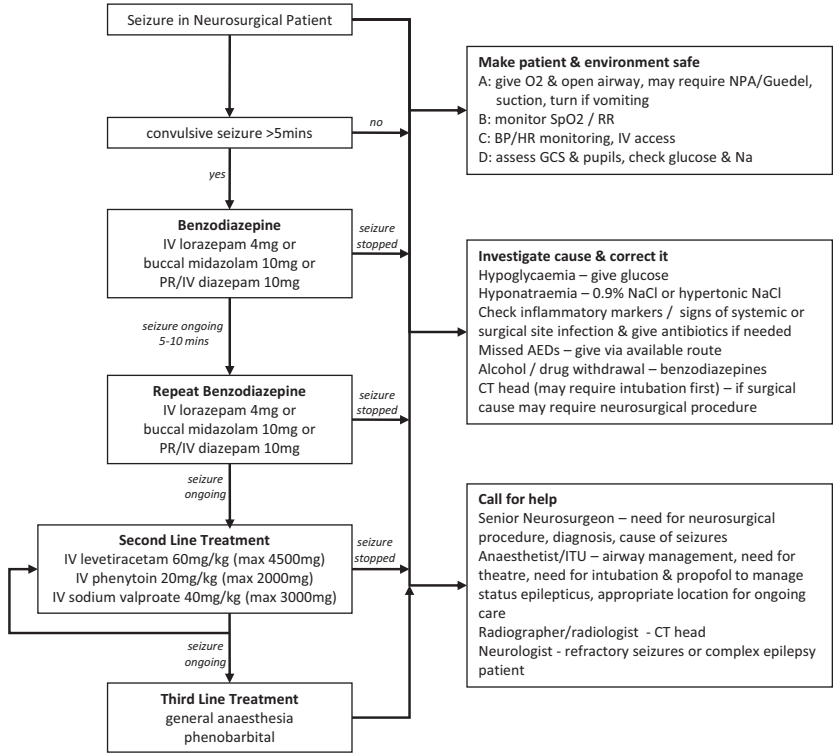 Seizure in Neurosurgical Patient
convulsive seizure >5mins
no
yes
Benzodiazepine
IV lorazepam 4mg or
buccal midazolam 10mg or
PR/IV diazepam 10mg
seizure
stopped
seizure ongoing
5-10 mins
Repeat Benzodiazepine
IV lorazepam 4mg or
buccal midazolam 10mg or
PR/IV diazepam 10mg
seizure
stopped
seizure
ongoing
Second Line Treatment
IV levetiracetam 60mg/kg (max 4500mg)
IV phenytoin 20mg/kg (max 2000mg)
IV sodium valproate 40mg/kg (max 3000mg)
seizure
stopped
seizure
ongoing
Third Line Treatment
general anaesthesia
phenobarbital
Make patient & environment safe
A: give O2 & open airway, may require NPA/Guedel,
suction, turn if vomiting
B: monitor SpO2 / RR
C: BP/HR monitoring, IV access
D: assess GCS & pupils, check glucose & Na
Investigate cause & correct it
Hypoglycaemia – give glucose
Hyponatraemia – 0.9% NaCl or hypertonic NaCl
Check inflammatory markers / signs of systemic or
surgical site infection & give antibiotics if needed
Missed AEDs – give via available route
Alcohol / drug withdrawal – benzodiazepines
CT head (may require intubation first) – if surgical
cause may require neurosurgical procedure
Call for help
Senior Neurosurgeon – need for neurosurgical
procedure, diagnosis, cause of seizures
Anaesthetist/ITU – airway management, need for
theatre, need for intubation & propofol to manage
status epilepticus, appropriate location for ongoing
care
Radiographer/radiologist - CT head
Neurologist - refractory seizures or complex epilepsy
patient